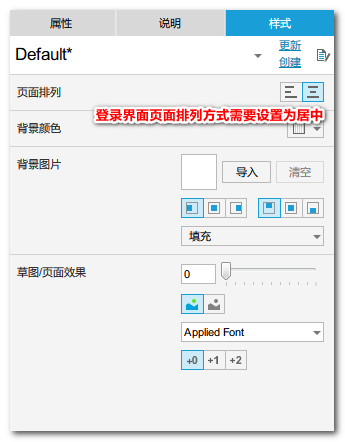 属性 说明 样式
Default* 更新
创建
页面排列
登录界面页面排列方式需要设置为居中
背景颜色
背景图片 导入 清空
填充
草图/页面效果 0
Applied Font
+0 +1 +2